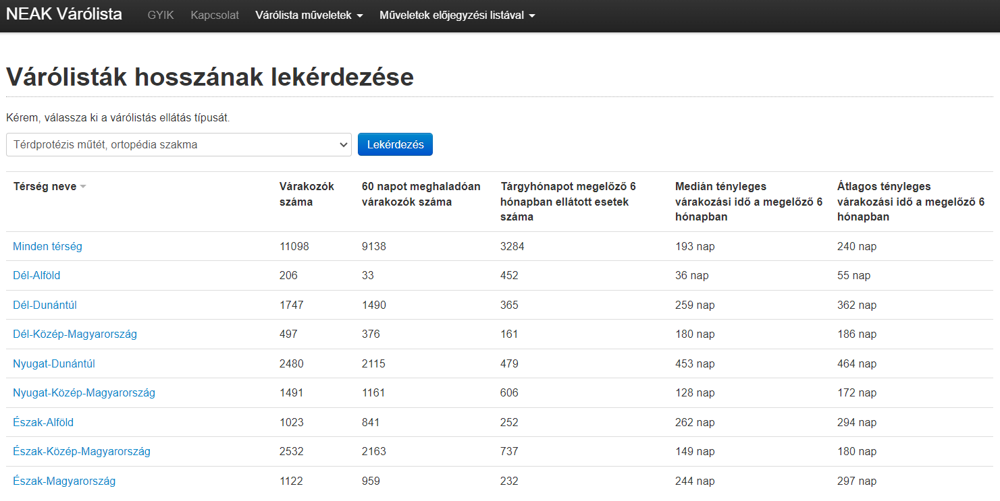 NEAK Várólista GYIK Kapcsolat Várólista műveletek Műveletek előjegyzési listával
Várólisták hosszának lekérdezése
Kérem, válassza ki a várólistás ellátás típusát.
Térdprotézis műtét, ortopédia szakma Lekérdezés
Térség neve Várakozók száma 60 napot meghaladóan várakozók száma Tárgyhónapot megelőző 6 hónapban ellátott esetek száma Medián tényleges várakozási idő a megelőző 6 hónapban Átlagos tényleges várakozási idő a megelőző 6 hónapban
Minden térség 11098 9138 3284 193 nap 240 nap
Dél-Alföld 206 33 452 36 nap 55 nap
Dél-Dunántúl 1747 1490 365 259 nap 362 nap
Dél-Közép-Magyarország 497 376 161 180 nap 186 nap
Nyugat-Dunántúl 2480 2115 479 453 nap 464 nap
Nyugat-Közép-Magyarország 1491 1161 606 128 nap 172 nap
Észak-Alföld 1023 841 252 262 nap 294 nap
Észak-Közép-Magyarország 2532 2163 737 149 nap 180 nap
Észak-Magyarország 1122 959 232 244 nap 297 nap